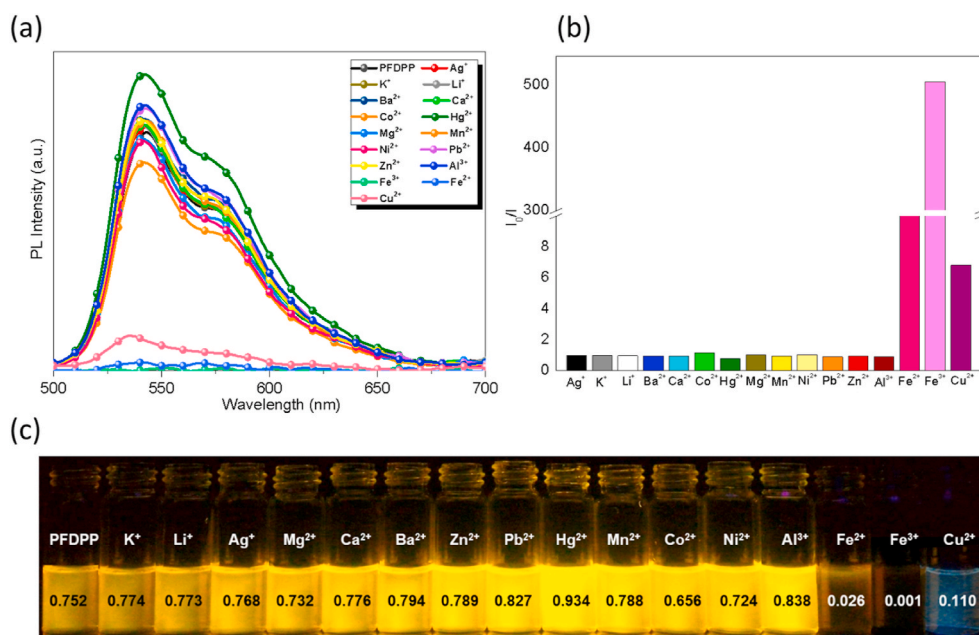 (a)
PL Intensity (a.u.)
PFDPP Ag⁺
K⁺ Li⁺
Ba²⁺ Ca²⁺
Co²⁺ Hg²⁺
Mg²⁺ Mn²⁺
Ni²⁺ Pb²⁺
Zn²⁺ Al³⁺
Fe³⁺ Fe²⁺
Cu²⁺
500 550 600 650 700
Wavelength (nm)
(b)
I₀/I
500
400
300
8
6
4
2
0
Ag⁺ K⁺ Li⁺ Ba²⁺ Ca²⁺ Co²⁺ Hg²⁺ Mg²⁺ Mn²⁺ Ni²⁺ Pb²⁺ Zn²⁺ Al³⁺ Fe²⁺ Fe³⁺ Cu²⁺
(c)
PFDPP K⁺ Li⁺ Ag⁺ Mg²⁺ Ca²⁺ Ba²⁺ Zn²⁺ Pb²⁺ Hg²⁺ Mn²⁺ Co²⁺ Ni²⁺ Al³⁺ Fe²⁺ Fe³⁺ Cu²⁺
0.752 0.774 0.773 0.768 0.732 0.776 0.794 0.789 0.827 0.934 0.788 0.656 0.724 0.838 0.026 0.001 0.110